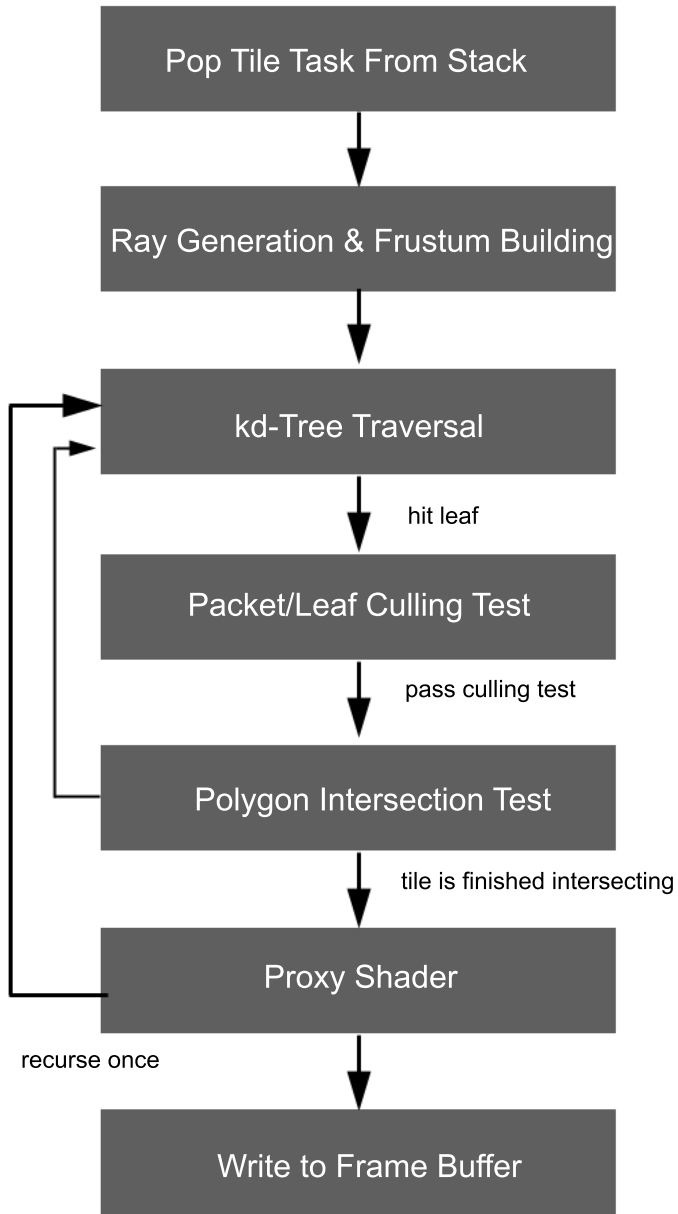 Pop Tile Task From Stack
Ray Generation & Frustum Building
kd-Tree Traversal
hit leaf
Packet/Leaf Culling Test
pass culling test
Polygon Intersection Test
tile is finished intersecting
Proxy Shader
recurse once
Write to Frame Buffer